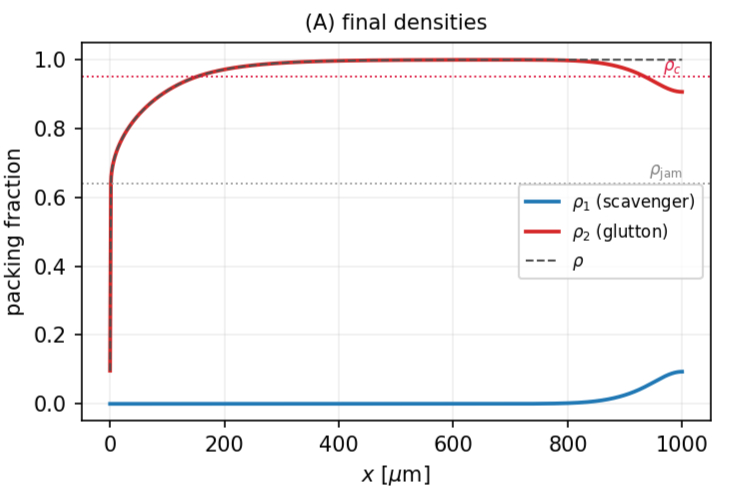 (A) final densities
packing fraction
1.0
0.8
0.6
0.4
0.2
0.0
ρc
ρjam
ρ1 (scavenger)
ρ2 (glutton)
ρ
0 200 400 600 800 1000
x [μm]